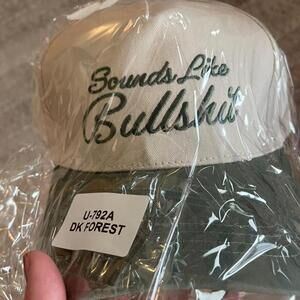 Sounds Like
Bullshit
U-792A
DK FOREST